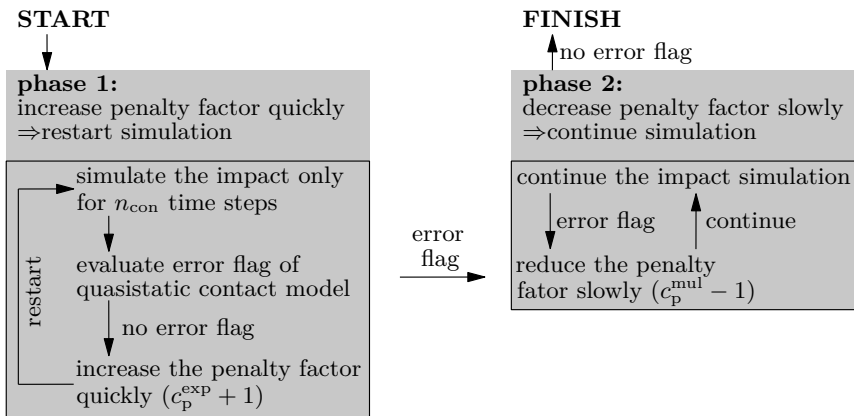 START
phase 1:
increase penalty factor quickly
⇒restart simulation
simulate the impact only
for n_con time steps
evaluate error flag of
quasistatic contact model
no error flag
increase the penalty factor
quickly (c_p^exp + 1)
restart
error
flag
FINISH
no error flag
phase 2:
decrease penalty factor slowly
⇒continue simulation
continue the impact simulation
error flag
continue
reduce the penalty
fator slowly (c_p^mul − 1)